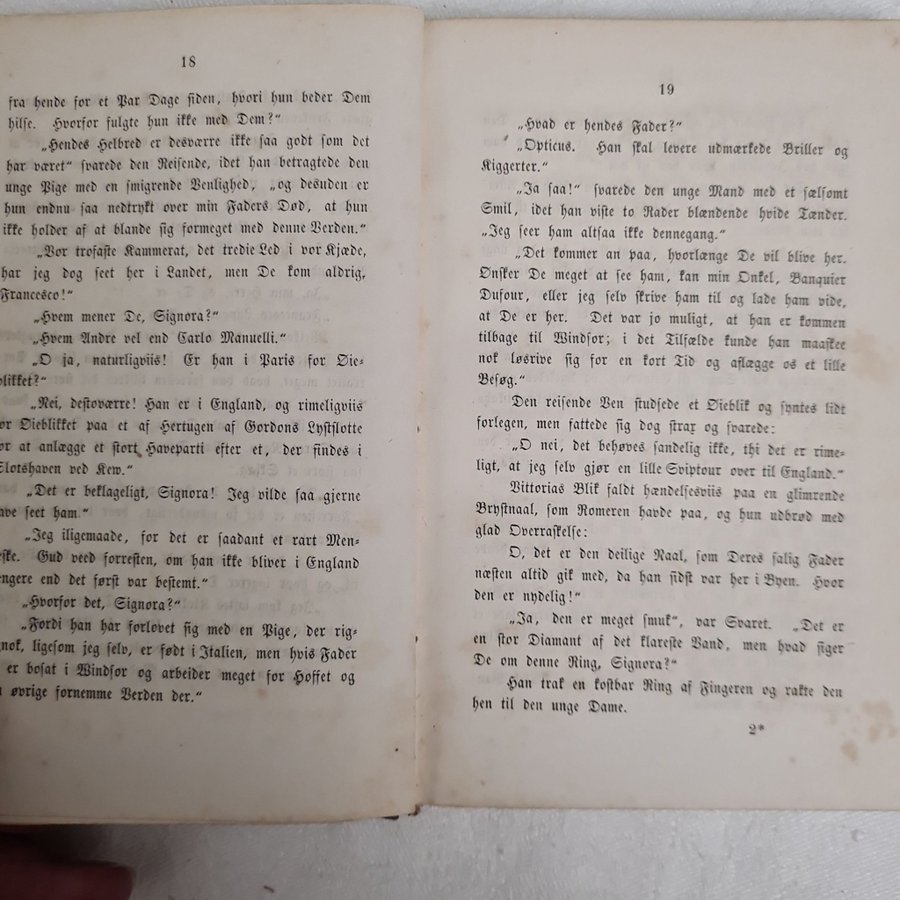 18
fra hende for et Par Dage siden, hvori hun beder Dem
hilse. Hvorfor fulgte hun ikke med Dem?"
„Hendes Helbred er desværre ikke saa godt som det
har været" svarede den Reisende, idet han betragtede den
unge Pige med en smigrende Venlighed, „og desuden er
hun endnu saa nedtrykt over min Faders Død, at hun
ikke holder af at blande sig formeget med denne Verden."
„Vor trofaste Kammerat, det tredie Led i vor Kjæde,
har jeg dog seet her i Landet, men De kom aldrig,
Francesco!"
„Hvem mener De, Signora?"
„Hvem Andre vel end Carlo Manuelli."
„O ja, naturligviis! Er han i Paris for Øie-
blikket?"
„Nei, destoværre! Han er i England, og rimeligviis
for Øieblikket paa et af Hertugen af Gordons Lystslotte
for at anlægge et stort Haveparti efter et, der findes i
Slotshaven ved Kew."
„Det er beklageligt, Signora! Jeg vilde saa gjerne
have seet ham."
„Jeg iligemaade, for det er saadant et rart Men-
neske. Gud veed forresten, om han ikke bliver i England
længere end det først var bestemt."
„Hvorfor det, Signora?"
„Fordi han har forlovet sig med en Pige, der rig-
nok, ligesom jeg selv, er født i Italien, men hvis Fader
er bosat i Windsor og arbeider meget for Hoffet og
øvrige fornemme Verden der."
19
„Hvad er hendes Fader?"
„Opticus. Han skal levere udmærkede Briller og
Kiggerter."
„Ja saa!" svarede den unge Mand med et sælsomt
Smil, idet han viste to Rader blændende hvide Tænder.
„Jeg seer ham altsaa ikke dennegang."
„Det kommer an paa, hvorlænge De vil blive her.
Ønsker De meget at see ham, kan min Onkel, Banquier
Dufour, eller jeg selv skrive ham til og lade ham vide,
at De er her. Det var jo muligt, at han er kommen
tilbage til Windsor; i det Tilfælde kunde han maaskee
nok løsrive sig for en kort Tid og aflægge os et lille
Besøg."
Den reisende Ven studsede et Øieblik og syntes lidt
forlegen, men fattede sig dog strax og svarede:
„O nei, det behøves sandelig ikke, thi det er rime-
ligt, at jeg selv gjør en lille Sviptour over til England."
Vittorias Blik faldt hændelsesviis paa en glimrende
Brystnaal, som Romeren havde paa, og hun udbrød med
glad Overraskelse:
O, det er den deilige Naal, som Deres salig Fader
næsten altid gik med, da han sidst var her i Byen. Hvor
den er nydelig!"
„Ja, den er meget smuk", var Svaret. „Det er
en stor Diamant af det klareste Vand, men hvad siger
De om denne Ring, Signora?"
Han trak en kostbar Ring af Fingeren og rakte den
hen til den unge Dame.
2*